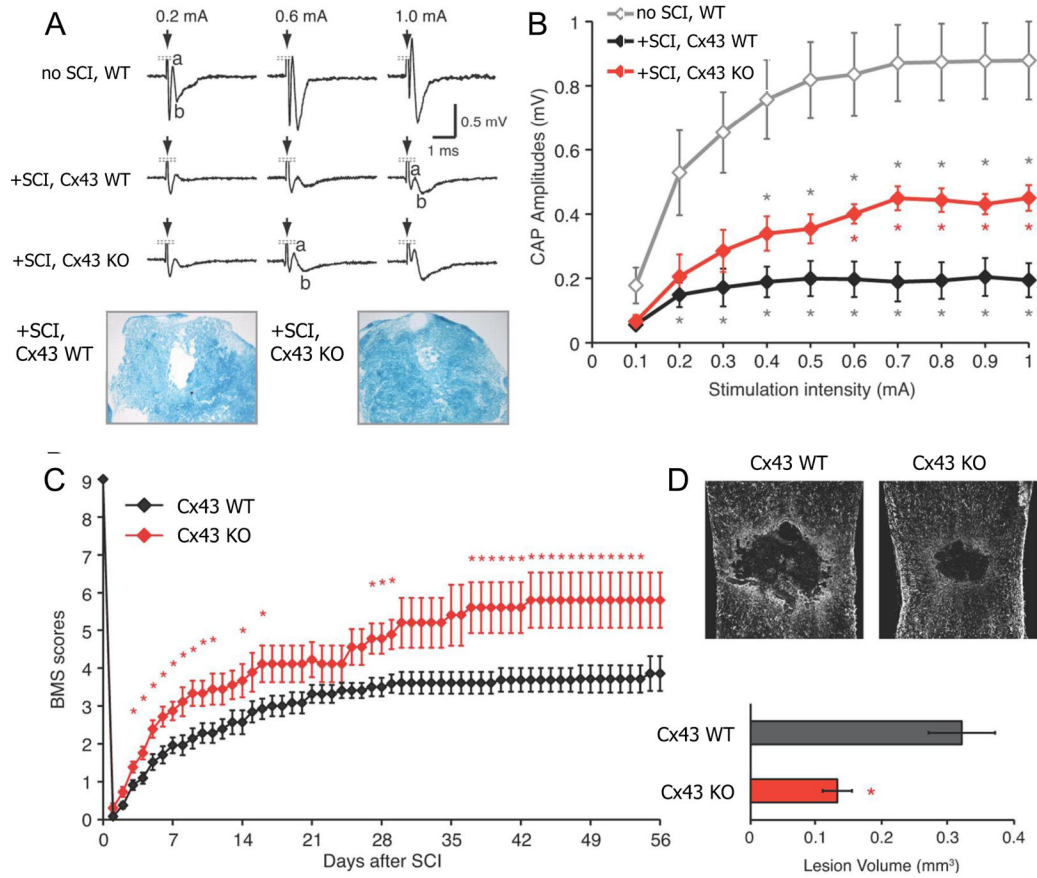 A
0.2 mA
0.6 mA
1.0 mA
no SCI, WT
a
b
0.5 mV
1 ms
+SCI, Cx43 WT
a
b
+SCI, Cx43 KO
a
b
+SCI,
Cx43 WT
+SCI,
Cx43 KO
B
no SCI, WT
+SCI, Cx43 WT
+SCI, Cx43 KO
CAP Amplitudes (mV)
1
0.8
0.6
0.4
0.2
0
* * * * * * *
* * * * *
* * * * * * * * *
0 0.1 0.2 0.3 0.4 0.5 0.6 0.7 0.8 0.9 1
Stimulation intensity (mA)
C
Cx43 WT
Cx43 KO
BMS scores
9
8
7
6
5
4
3
2
1
0
0 7 14 21 28 35 42 49 56
Days after SCI
D
Cx43 WT
Cx43 KO
Cx43 WT
Cx43 KO
*
0 0.1 0.2 0.3 0.4
Lesion Volume (mm³)